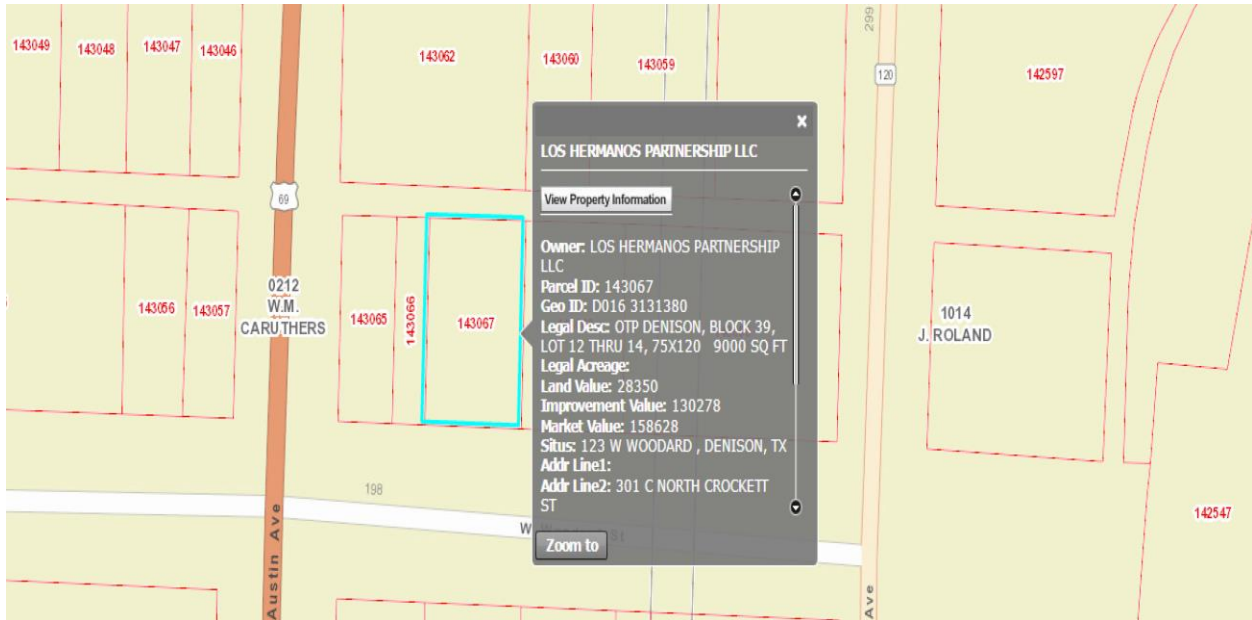 143049
143048
143047
143046
143062
143060
143059
299
120
142597
69
143056
143057
0212
W.M.
CARUTHERS
143065
143066
143067
x
LOS HERMANOS PARTNERSHIP LLC
View Property Information
Owner: LOS HERMANOS PARTNERSHIP
LLC
Parcel ID: 143067
Geo ID: D016 3131380
Legal Desc: OTP DENISON, BLOCK 39,
LOT 12 THRU 14, 75X120 9000 SQ FT
Legal Acreage:
Land Value: 28350
Improvement Value: 130278
Market Value: 158628
Situs: 123 W WOODARD , DENISON, TX
Addr Line1:
Addr Line2: 301 C NORTH CROCKETT
ST
Zoom to
1014
J. ROLAND
198
W
Austin Ave
Ave
142547